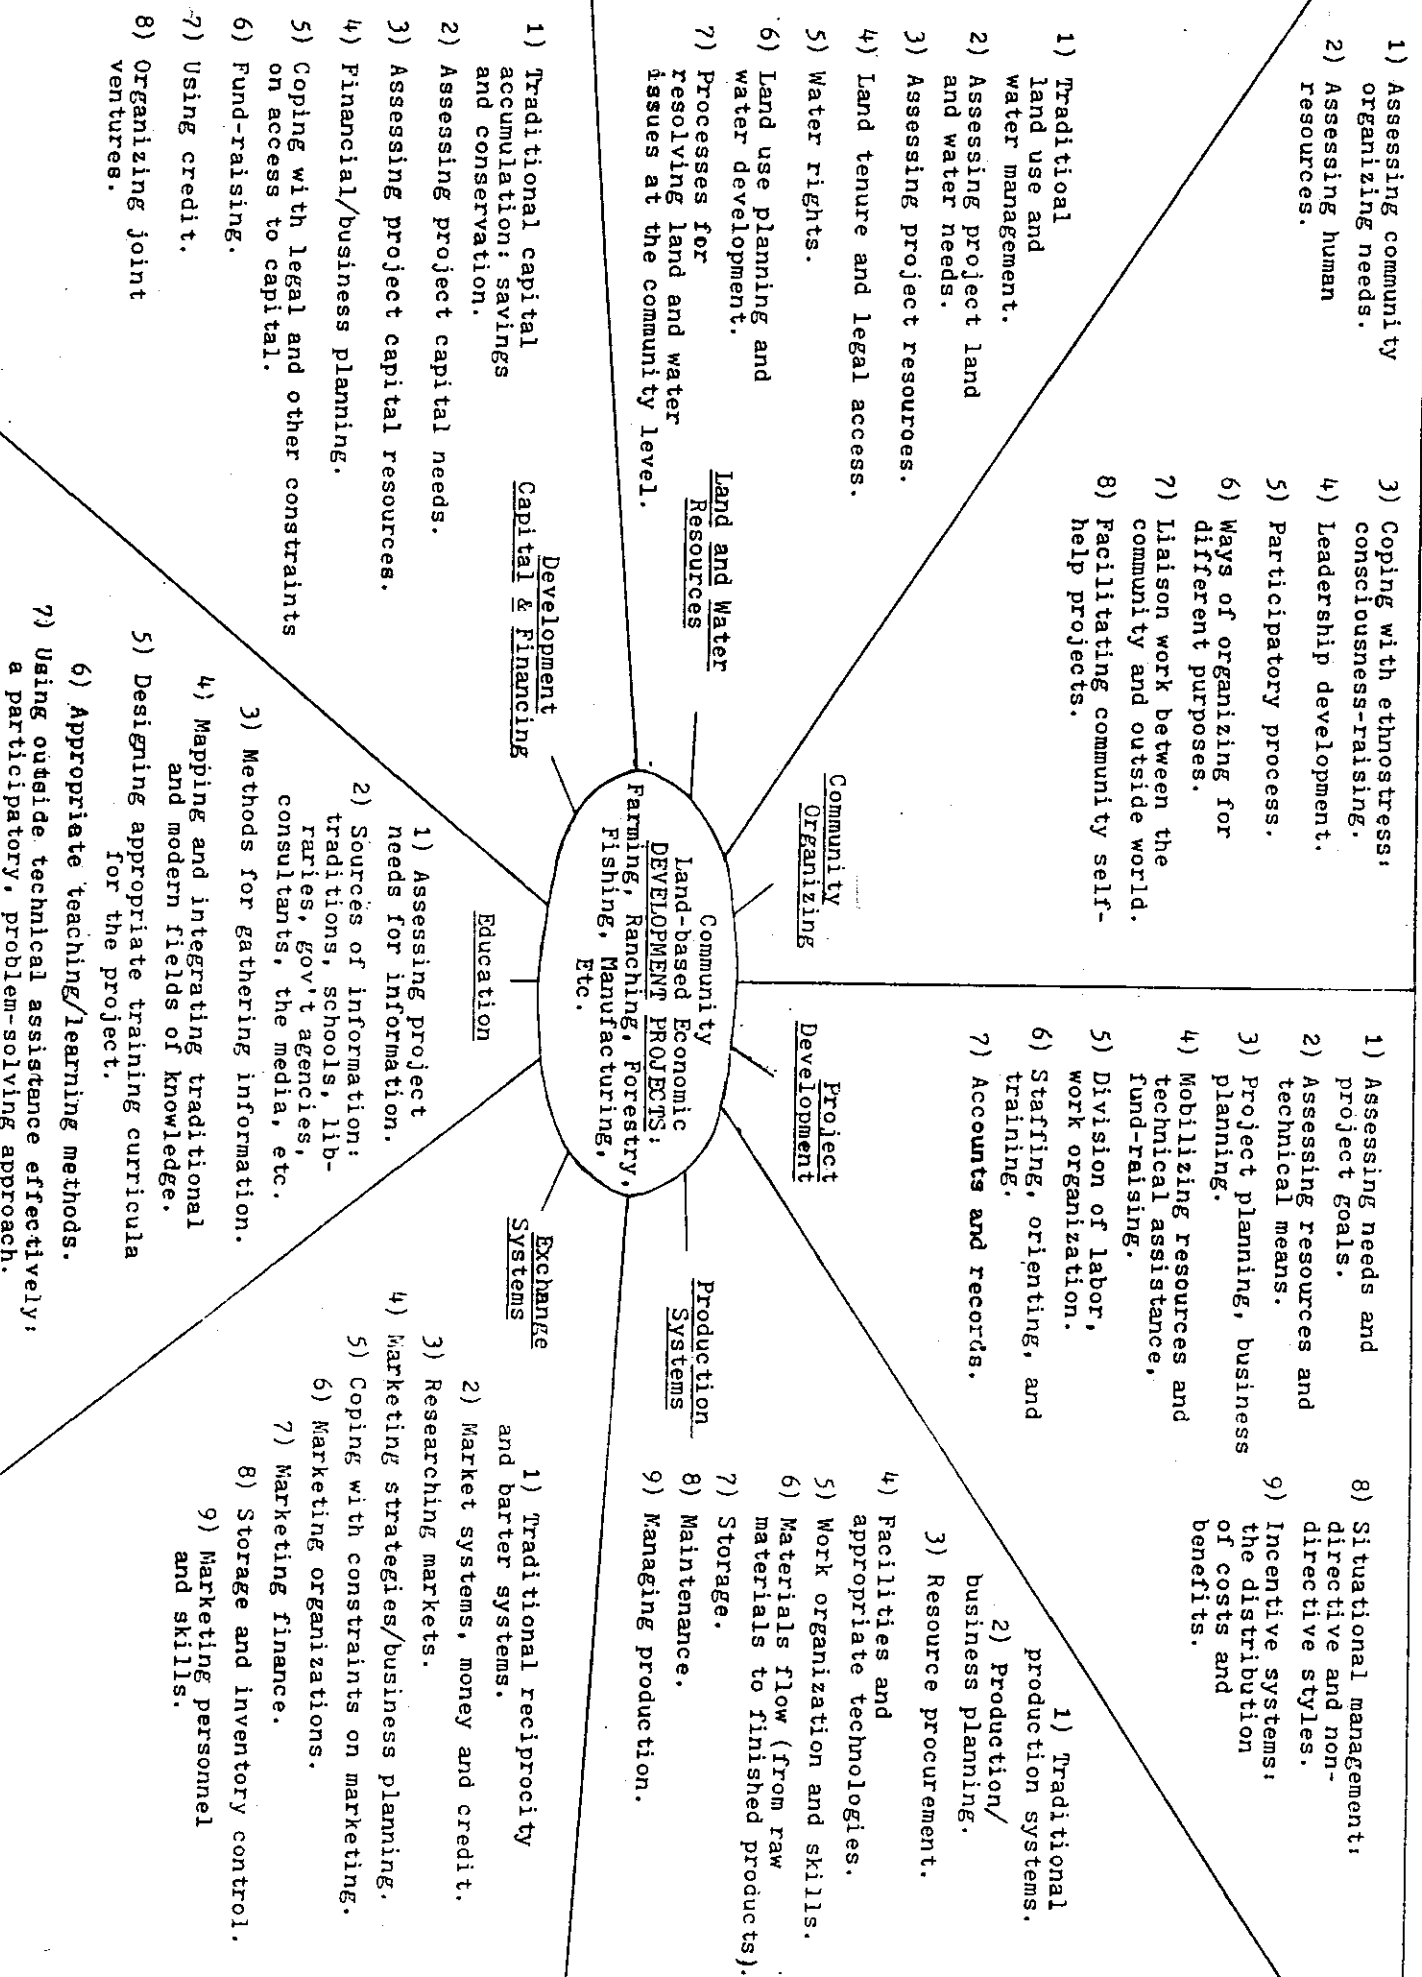 1) Assessing community
organizing needs.
2) Assessing human
resources.
3) Coping with ethnostress:
consciousness-raising.
4) Leadership development.
5) Participatory process.
6) Ways of organizing for
different purposes.
7) Liaison work between the
community and outside world.
8) Facilitating community self-
help projects.
Community
Organizing
1) Assessing needs and
project goals.
2) Assessing resources and
technical means.
3) Project planning, business
planning.
4) Mobilizing resources and
technical assistance,
fund-raising.
5) Division of labor,
work organization.
6) Staffing, orienting, and
training.
7) Accounts and records.
8) Situational management:
directive and non-
directive styles.
9) Incentive systems:
the distribution
of costs and
benefits.
Project
Development
1) Traditioal
land use and
water management.
2) Assessing project land
and water needs.
3) Assessing project resouroes.
4) Land tenure and legal access.
5) Water rights.
6) Land use planning and
water development.
7) Processes for
resolving land and water
issues at the community level.
Land and Water
Resources
Community
Land-based Economic
DEVELOPMENT PROJECTS:
Farming, Ranching, Forestry,
Fishing, Manufacturing,
Etc.
1) Traditional
production systems.
2) Production/
business planning.
3) Resource procurement.
4) Facilities and
appropriate technologies.
5) Work organization and skills.
6) Materials flow (from raw
materials to finished products).
7) Storage.
8) Maintenance.
9) Managing production.
Production
Systems
1) Traditional capital
accumulation: savings
and conservation.
2) Assessing project capital needs.
3) Assessing project capital resources.
4) Financial/business planning.
5) Coping with legal and other constraints
on access to capital.
6) Fund-raising.
7) Using credit.
8) Organizing joint
ventures.
Development
Capital & Financing
Education
1) Assessing project
needs for information.
2) Sources of information:
traditions, schools, lib-
raries, gov't agencies,
consultants, the media, etc.
3) Methods for gathering information.
4) Mapping and integrating traditional
and modern fields of knowledge.
5) Designing appropriate training curricula
for the project.
6) Appropriate teaching/learning methods.
7) Using outside technical assistance effectively:
a participatory, problem-solving approach.
Exchange
Systems
1) Traditional reciprocity
and barter systems.
2) Market systems, money and credit.
3) Researching markets.
4) Marketing strategies/business planning.
5) Coping with constraints on marketing.
6) Marketing organizations.
7) Marketing finance.
8) Storage and inventory control.
9) Marketing personnel
and skills.